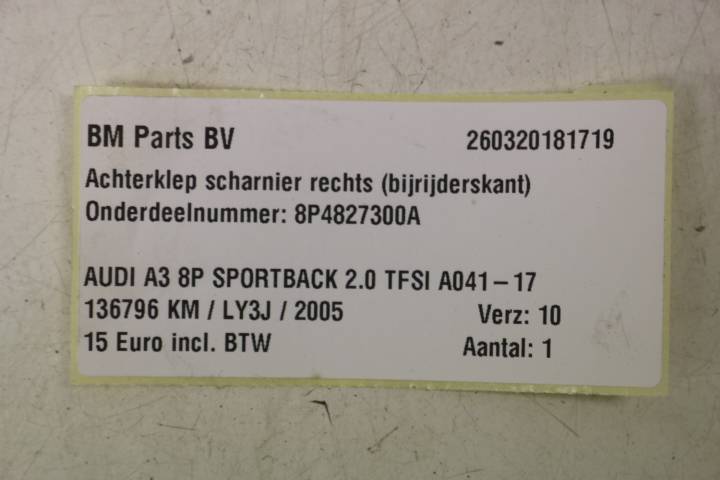 BM Parts BV 260320181719
Achterklep scharnier rechts (bijrijderskant)
Onderdeelnummer: 8P4827300A
AUDI A3 8P SPORTBACK 2.0 TFSI A041-17
136796 KM / LY3J / 2005 Verz: 10
15 Euro incl. BTW Aantal: 1